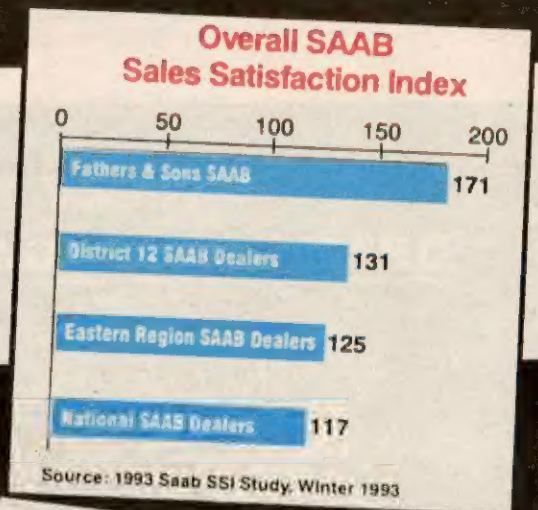 Overall SAAB
Sales Satisfaction Index
0 50 100 150 200
Fathers & Sons SAAB 171
District 12 SAAB Dealers 131
Eastern Region SAAB Dealers 125
National SAAB Dealers 117
Source: 1993 Saab SSI Study, Winter 1993